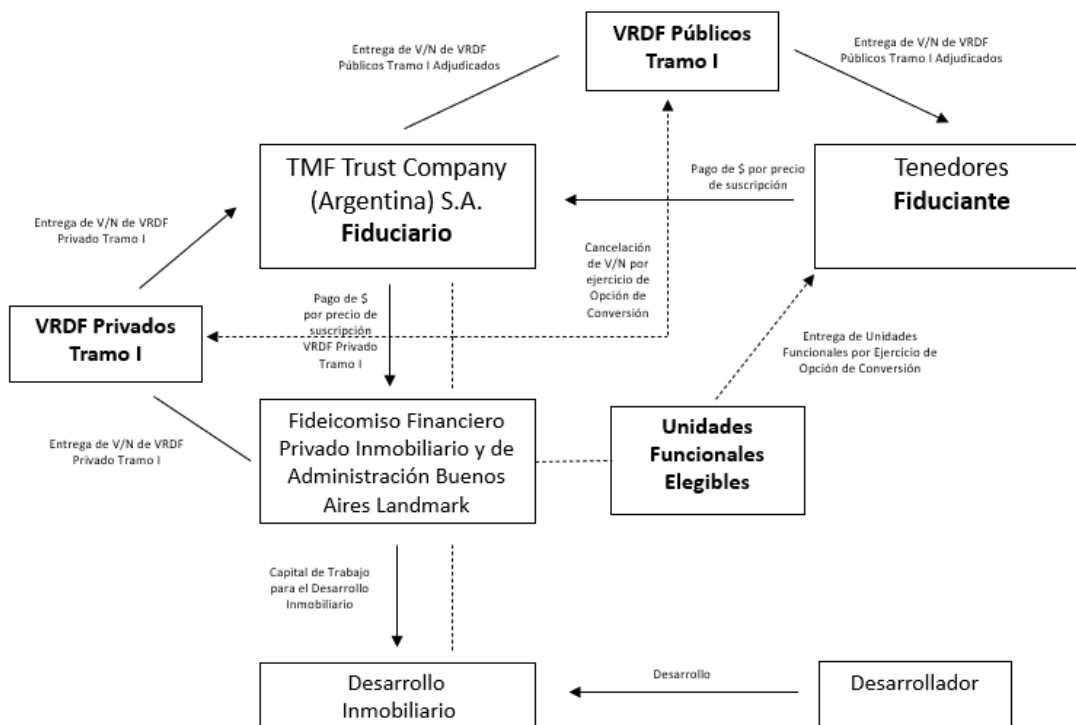 VRDF Públicos
Tramo I
Entrega de V/N de VRDF
Públicos Tramo I Adjudicados
Entrega de V/N de VRDF
Públicos Tramo I Adjudicados
TMF Trust Company
(Argentina) S.A.
Fiduciario
Pago de $ por precio
de suscripción
Tenedores
Fiduciante
Entrega de V/N de VRDF
Privado Tramo I
Cancelación
de V/N por
ejercicio de
Opción de
Conversión
VRDF Privados
Tramo I
Pago de $
por precio de
suscripción
VRDF Privado
Tramo I
Entrega de Unidades
Funcionales por Ejercicio de
Opción de Conversión
Entrega de V/N de VRDF
Privado Tramo I
Fideicomiso Financiero
Privado Inmobiliario y de
Administración Buenos
Aires Landmark
Unidades
Funcionales
Elegibles
Capital de Trabajo
para el Desarrollo
Inmobiliario
Desarrollo
Inmobiliario
Desarrollo
Desarrollador